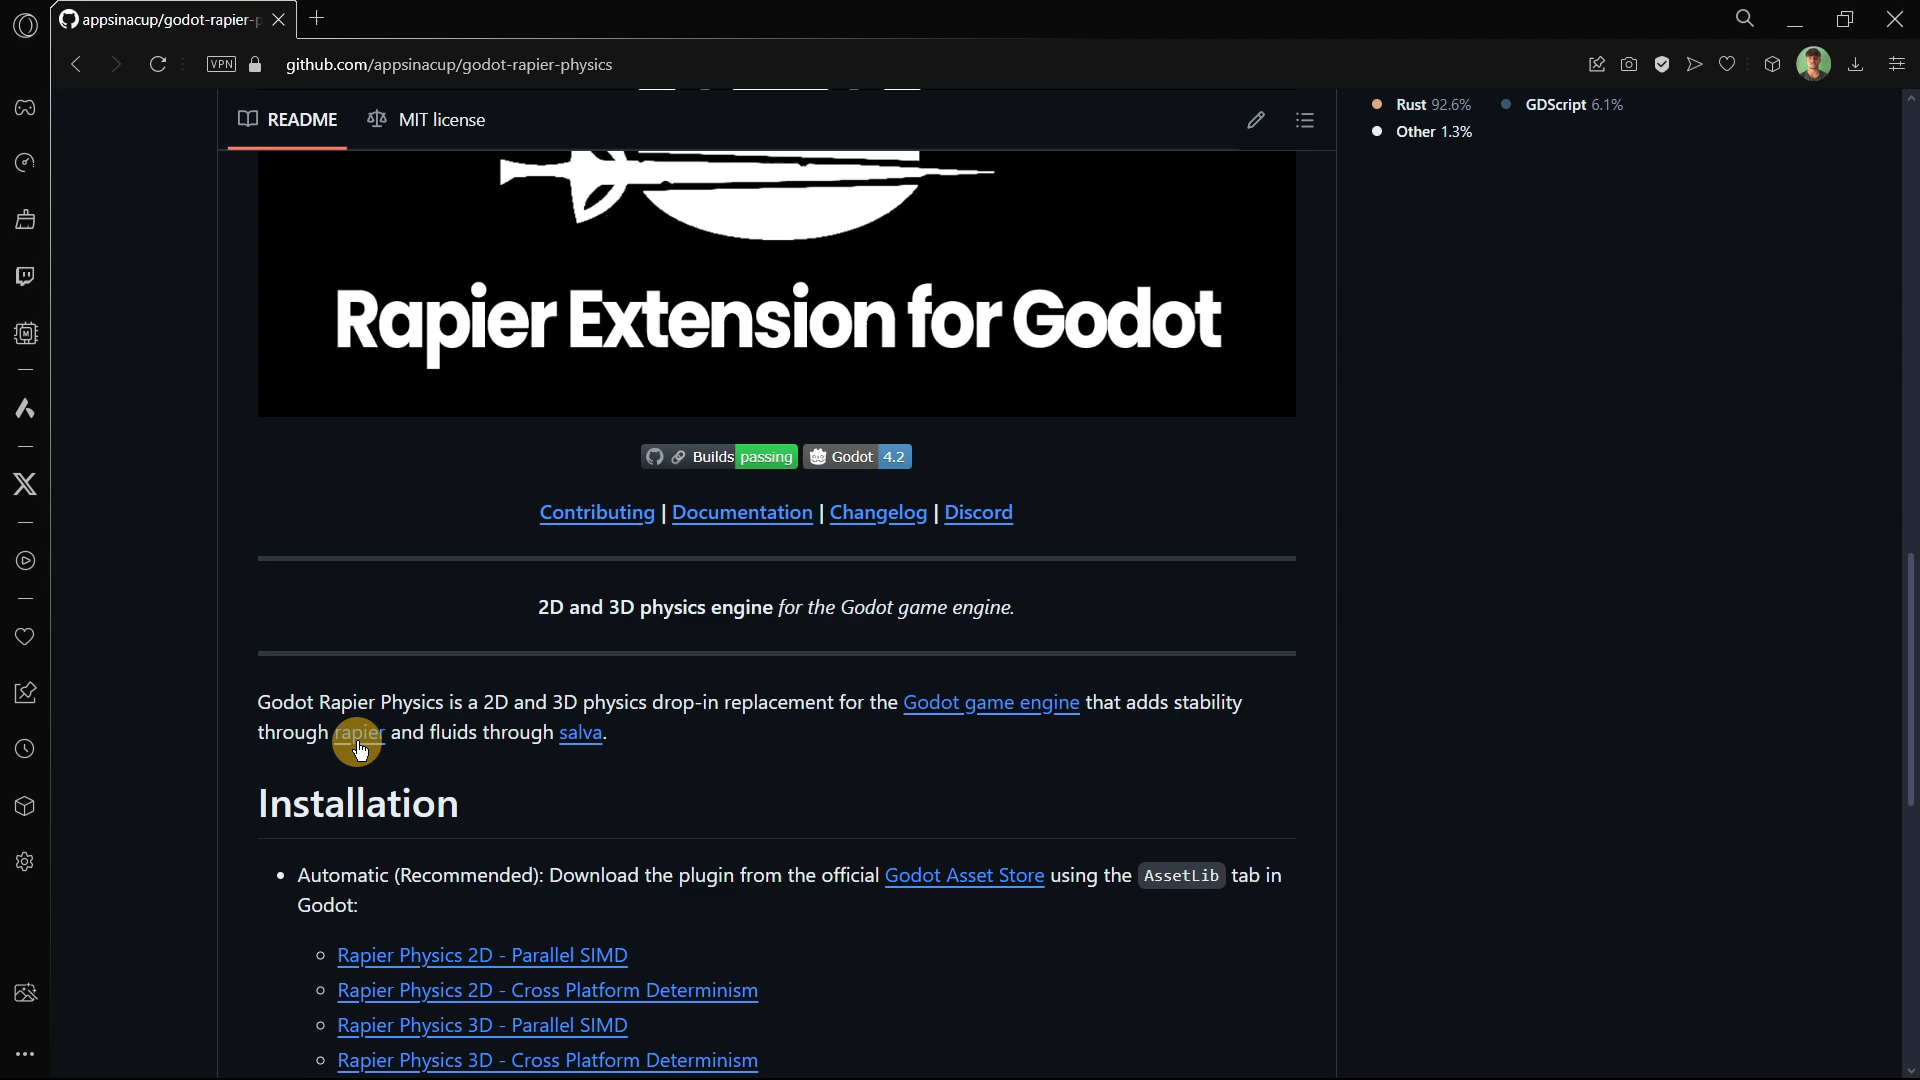 appsinacup/godot-rapier-p
VPN
github.com/appsinacup/godot-rapier-physics
README
MIT license
Rust 92.6%
GDScript 6.1%
Other 1.3%
Rapier Extension for Godot
Builds passing
Godot 4.2
Contributing | Documentation | Changelog | Discord
2D and 3D physics engine for the Godot game engine.
Godot Rapier Physics is a 2D and 3D physics drop-in replacement for the Godot game engine that adds stability
through rapier and fluids through salva.
Installation
• Automatic (Recommended): Download the plugin from the official Godot Asset Store using the AssetLib tab in
Godot:
Rapier Physics 2D - Parallel SIMD
Rapier Physics 2D - Cross Platform Determinism
Rapier Physics 3D - Parallel SIMD
Rapier Physics 3D - Cross Platform Determinism